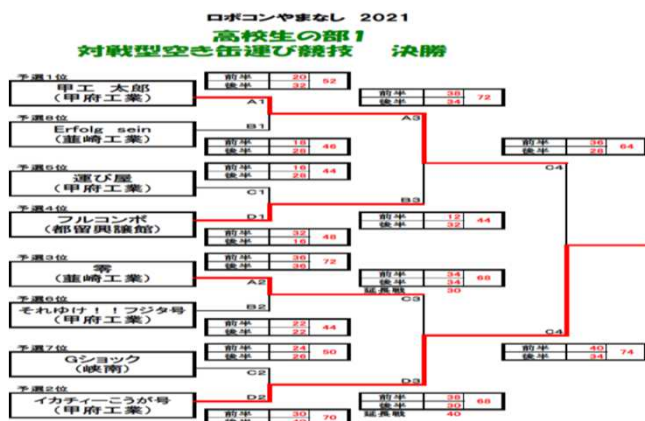 ロボコンやまなし 2021
高校生の部1
対戦型空き缶運び競技 決勝
予選1位
甲工 太郎
(甲府工業)
前半 20 52
後半 32
A1
前半 38 72
後半 34
A3
予選8位
Erfolg sein
(韮崎工業)
B1
前半 18 46
後半 28
前半 36 64
後半 28
C4
予選5位
運び屋
(甲府工業)
前半 16 44
後半 28
C1
B3
予選4位
フルコンボ
(都留興譲館)
D1
前半 32 48
後半 16
前半 12 44
後半 32
予選3位
零
(韮崎工業)
前半 36 72
後半 36
A2
前半 34 68
後半 34
延長戦 30
C3
予選6位
それゆけ!!フジタ号
(甲府工業)
B2
前半 22 44
後半 22
C4
予選7位
Gショック
(峡南)
前半 24 50
後半 26
C2
D3
前半 40 74
後半 34
予選2位
イカチィーこうが号
(甲府工業)
D2
前半 30 70
後半
前半 38 68
後半 30
延長戦 40